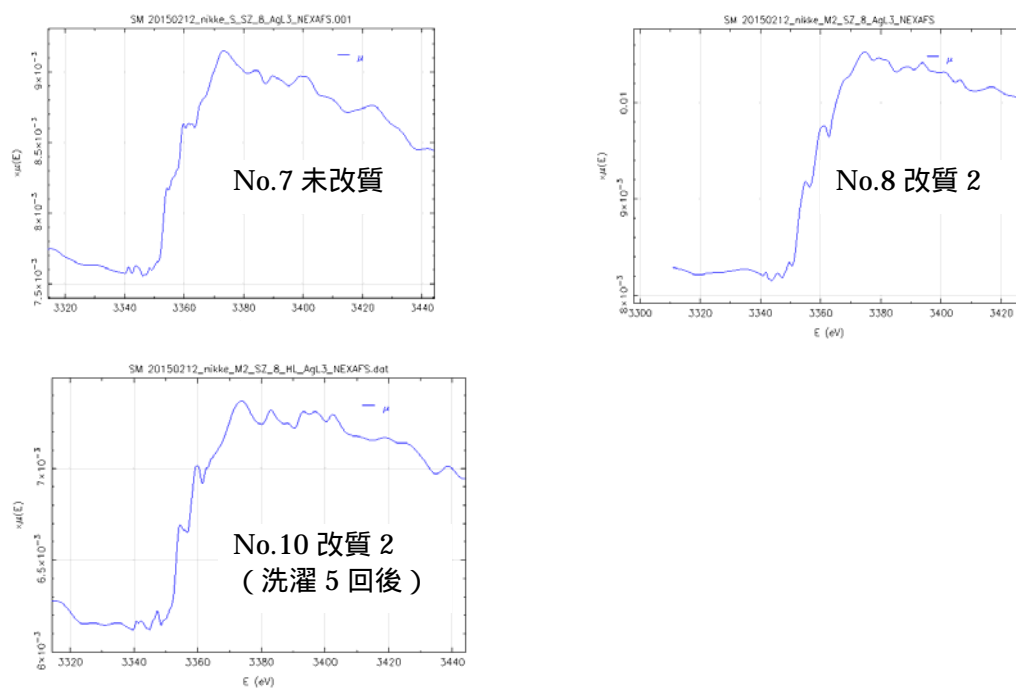 SM 20150212_nikke_S_SZ_8_AgL3_NEXAFS.001
μ
×μ(E)
9×10⁻³
8.5×10⁻³
8×10⁻³
7.5×10⁻³
No.7 未改質
3320 3340 3360 3380 3400 3420 3440
SM 20150212_nikke_M2_SZ_8_AgL3_NEXAFS
μ
×μ(E)
0.01
9×10⁻³
8×10⁻³
No.8 改質 2
3300 3320 3340 3360 3380 3400 3420
E (eV)
SM 20150212_nikke_M2_SZ_8_HL_AgL3_NEXAFS.dat
μ
×μ(E)
7×10⁻³
6.5×10⁻³
6×10⁻³
No.10 改質 2
（洗濯 5 回後）
3320 3340 3360 3380 3400 3420 3440
E (eV)